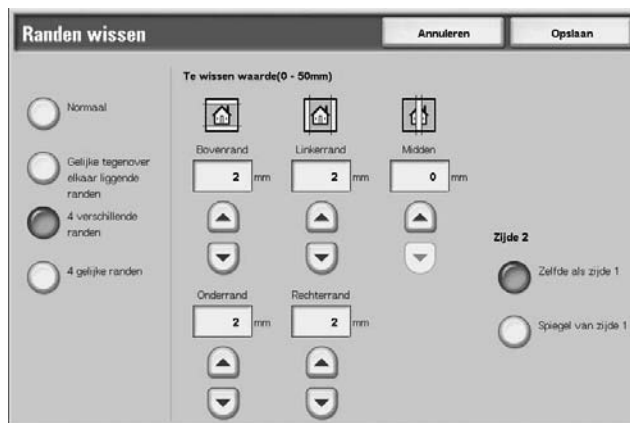 Randen wissen
Annuleren
Opslaan
Te wissen waarde(0 - 50mm)
Normaal
Gelijke tegenover
elkaar liggende
randen
4 verschillende
randen
4 gelijke randen
Bovenrand
2 mm
Linkerrand
2 mm
Midden
0 mm
Onderrand
2 mm
Rechterrand
2 mm
Zijde 2
Zelfde als zijde 1
Spiegel van zijde 1